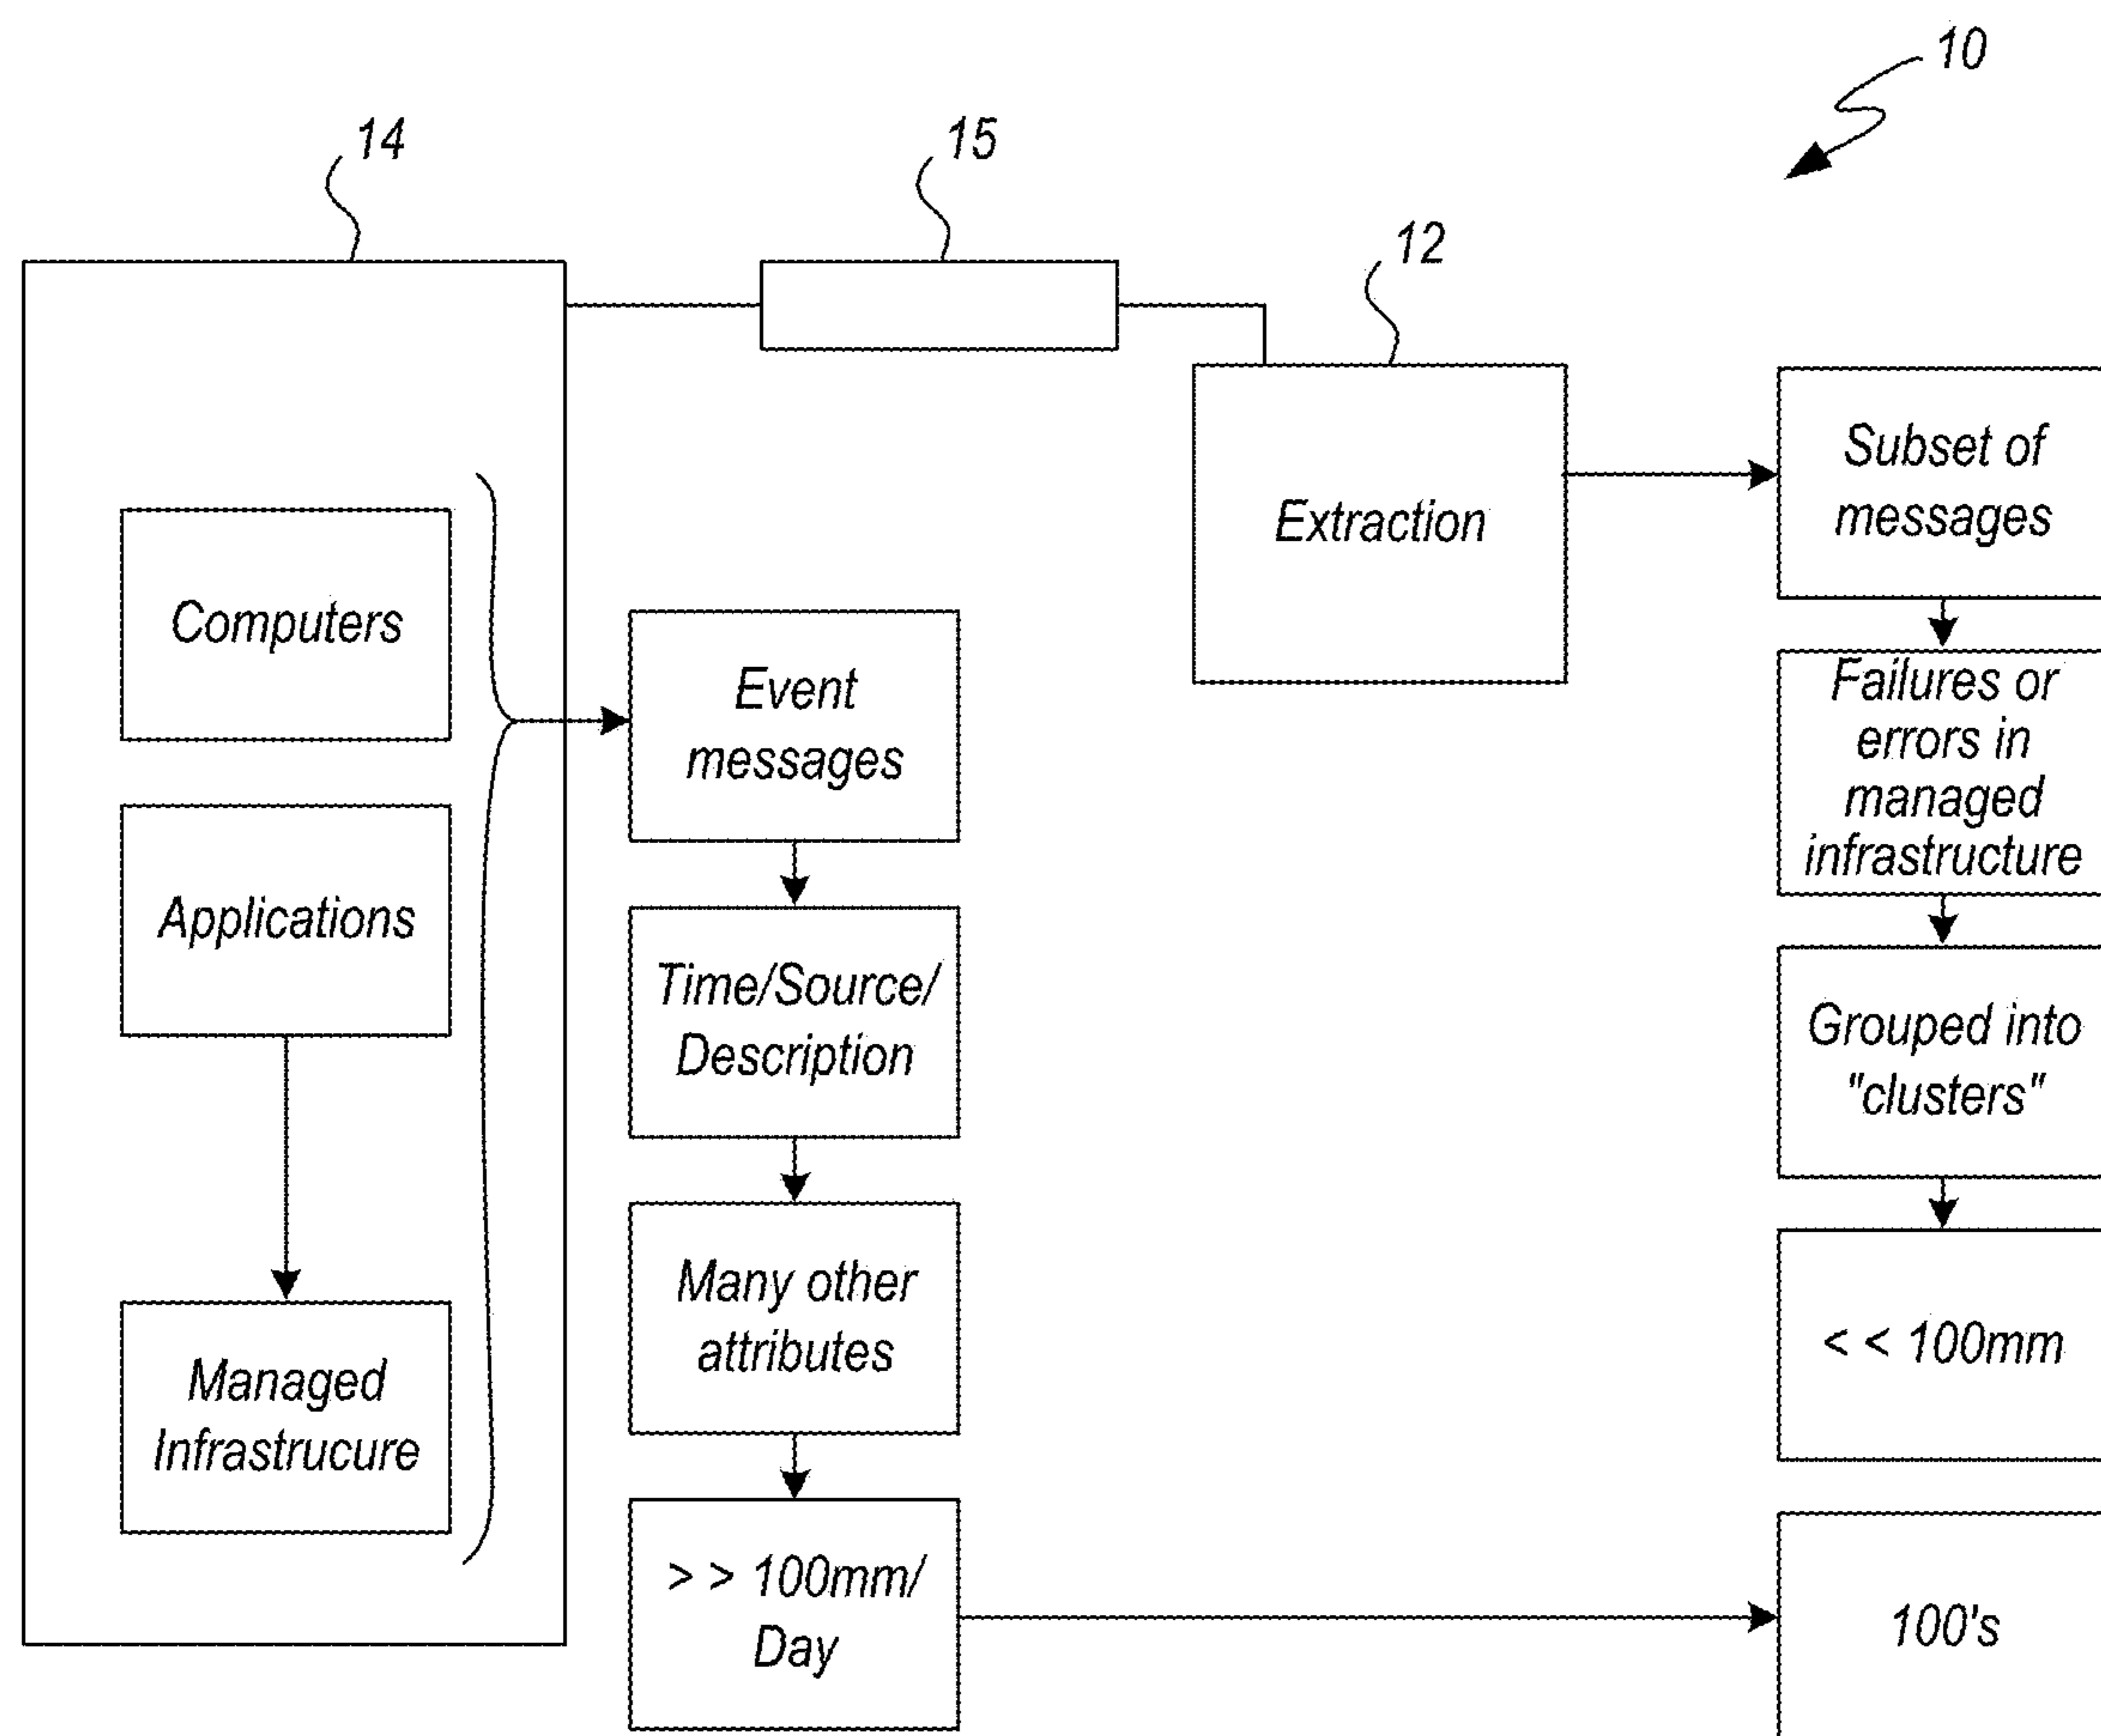 10
14
15
12
Computers
Applications
Managed
Infrastrucure
Event
messages
Time/Source/
Description
Many other
attributes
> > 100mm/
Day
Extraction
Subset of
messages
Failures or
errors in
managed
infrastructure
Grouped into
"clusters"
< < 100mm
100's